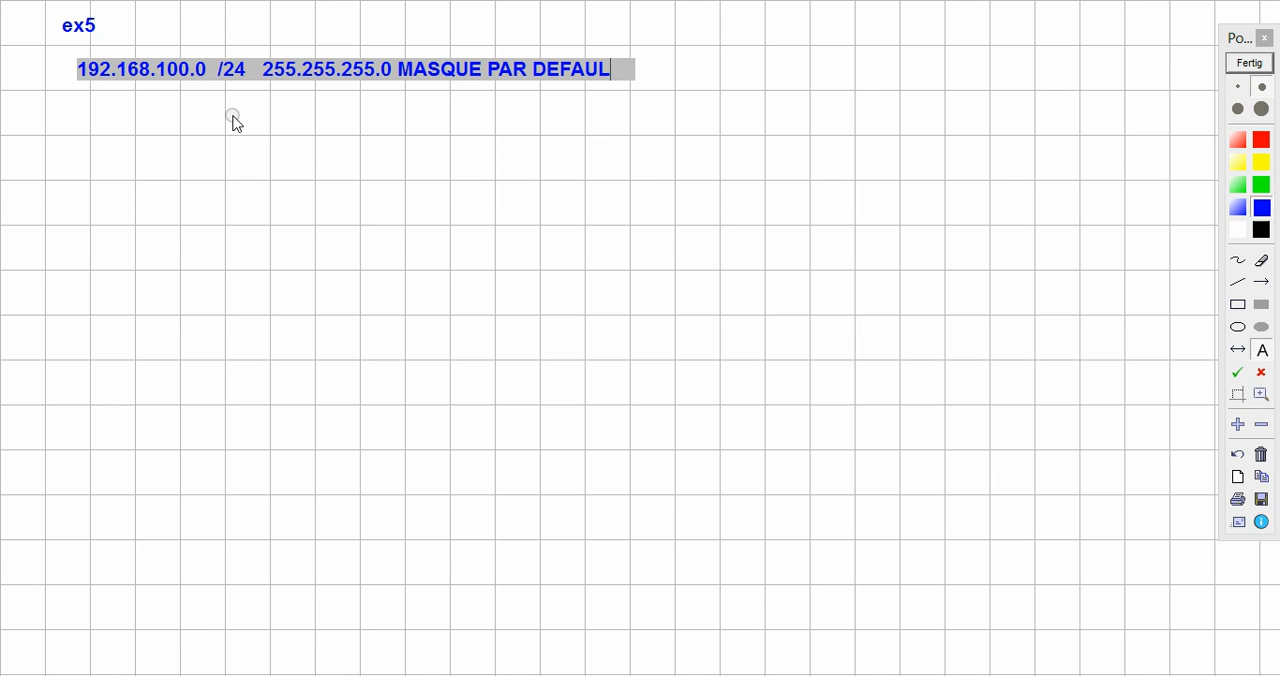 ex5
192.168.100.0  /24   255.255.255.0 MASQUE PAR DEFAUL
Po...
Fertig
A